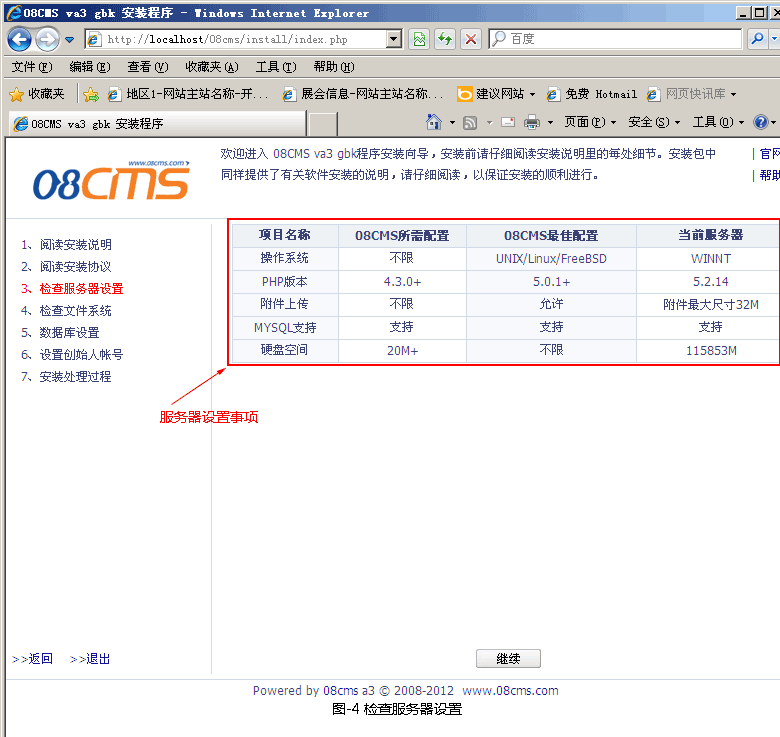 08CMS va3 gbk 安装程序 - Windows Internet Explorer
http://localhost/08cms/install/index.php
百度
文件(F) 编辑(E) 查看(V) 收藏夹(A) 工具(T) 帮助(H)
收藏夹 地区1-网站主站名称-开... 展会信息-网站主站名称... 建议网站 免费 Hotmail 网页快讯库
08CMS va3 gbk 安装程序 页面(P) 安全(S) 工具(O)
欢迎进入 08CMS va3 gbk程序安装向导，安装前请仔细阅读安装说明里的每处细节。安装包中
同样提供了有关软件安装的说明，请仔细阅读，以保证安装的顺利进行。
| 官网
| 帮助
www.08cms.com
08CMS
1、阅读安装说明
2、阅读安装协议
3、检查服务器设置
4、检查文件系统
5、数据库设置
6、设置创始人帐号
7、安装处理过程
项目名称 08CMS所需配置 08CMS最佳配置 当前服务器
操作系统 不限 UNIX/Linux/FreeBSD WINNT
PHP版本 4.3.0+ 5.0.1+ 5.2.14
附件上传 不限 允许 附件最大尺寸32M
MYSQL支持 支持 支持 支持
硬盘空间 20M+ 不限 115853M
服务器设置事项
>>返回 >>退出
继续
Powered by 08cms a3 © 2008-2012 www.08cms.com
图-4 检查服务器设置